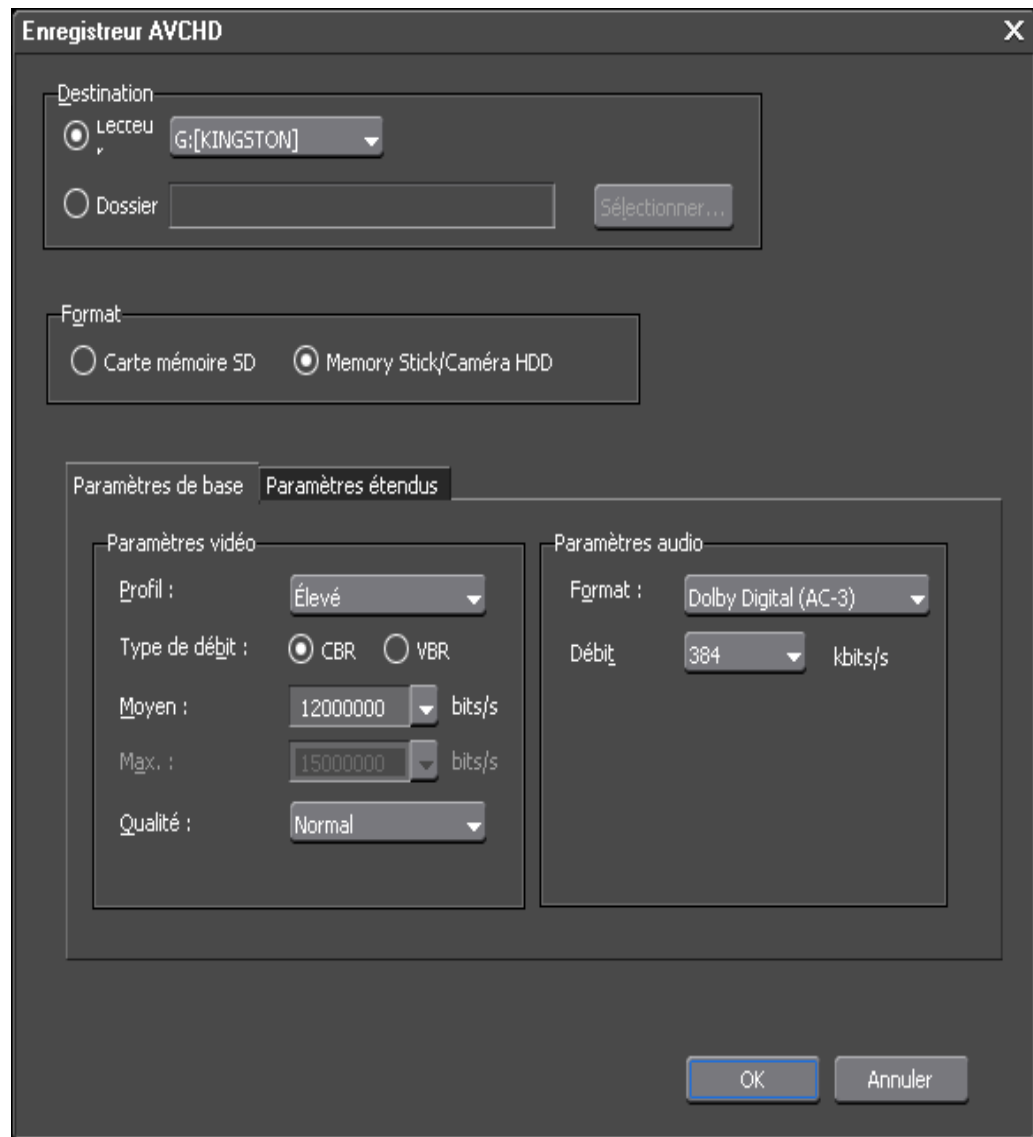 Enregistreur AVCHD
Destination
Lecteur
G:[KINGSTON]
Dossier
Sélectionner...
Format
Carte mémoire SD
Memory Stick/Caméra HDD
Paramètres de base
Paramètres étendus
Paramètres vidéo
Profil :
Élevé
Type de débit :
CBR
VBR
Moyen :
12000000
bits/s
Max. :
15000000
bits/s
Qualité :
Normal
Paramètres audio
Format :
Dolby Digital (AC-3)
Débit
384
kbits/s
OK
Annuler